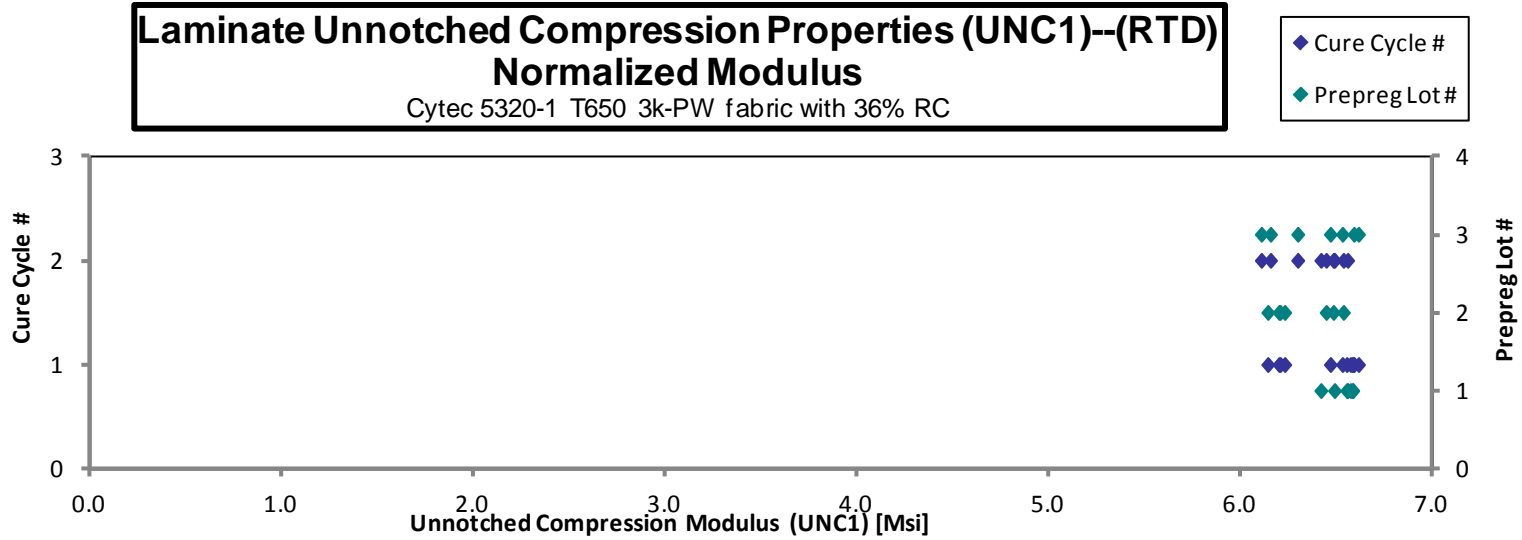 Laminate Unnotched Compression Properties (UNC1)--(RTD)
Normalized Modulus
Cytec 5320-1 T650 3k-PW fabric with 36% RC
Cure Cycle #
Prepreg Lot #
3
2
1
0
Cure Cycle #
4
3
2
1
0
Prepreg Lot #
0.0 1.0 2.0 3.0 4.0 5.0 6.0 7.0
Unnotched Compression Modulus (UNC1) [Msi]